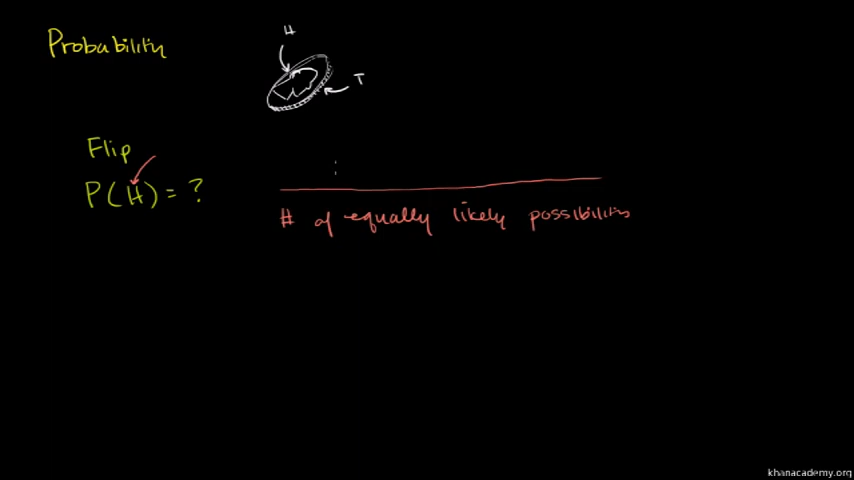 Probability
H
T
Flip
P(H) = ?
# of equally likely possibilities
khanacademy.org